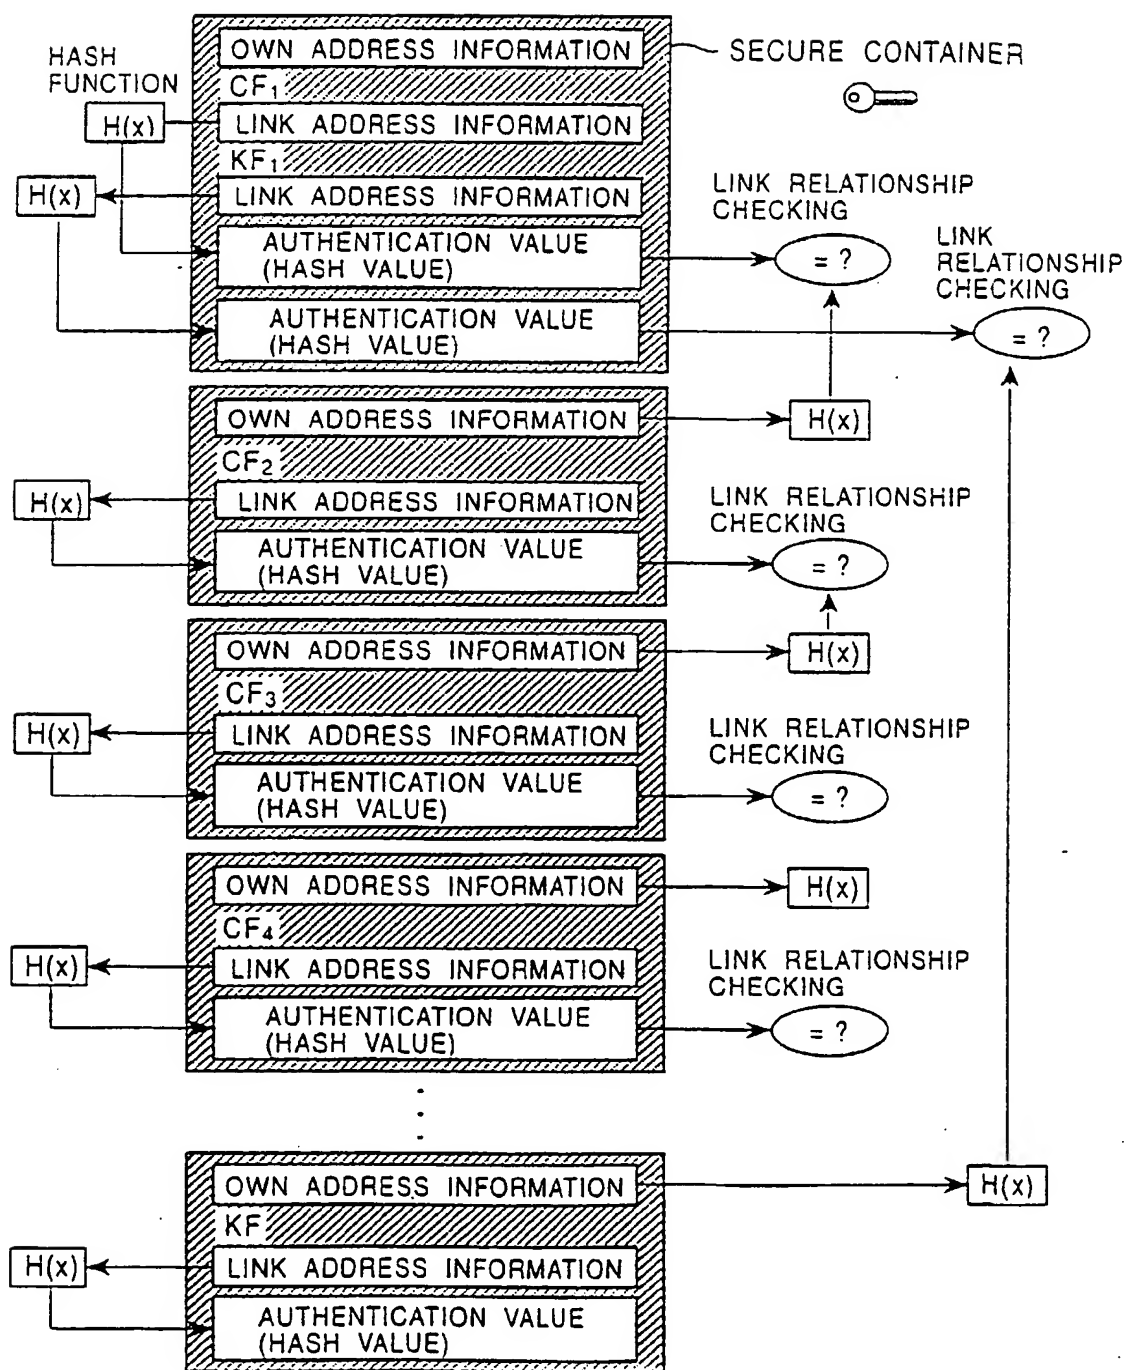 HASH
FUNCTION
H(x)
OWN ADDRESS INFORMATION
SECURE CONTAINER
CF1
LINK ADDRESS INFORMATION
KF1
H(x)
LINK ADDRESS INFORMATION
AUTHENTICATION VALUE
(HASH VALUE)
LINK RELATIONSHIP
CHECKING
= ?
AUTHENTICATION VALUE
(HASH VALUE)
LINK
RELATIONSHIP
CHECKING
= ?
OWN ADDRESS INFORMATION
H(x)
CF2
H(x)
LINK ADDRESS INFORMATION
AUTHENTICATION VALUE
(HASH VALUE)
LINK RELATIONSHIP
CHECKING
= ?
OWN ADDRESS INFORMATION
H(x)
CF3
H(x)
LINK ADDRESS INFORMATION
AUTHENTICATION VALUE
(HASH VALUE)
LINK RELATIONSHIP
CHECKING
= ?
OWN ADDRESS INFORMATION
H(x)
CF4
H(x)
LINK ADDRESS INFORMATION
AUTHENTICATION VALUE
(HASH VALUE)
LINK RELATIONSHIP
CHECKING
= ?
OWN ADDRESS INFORMATION
H(x)
KF
H(x)
LINK ADDRESS INFORMATION
AUTHENTICATION VALUE
(HASH VALUE)